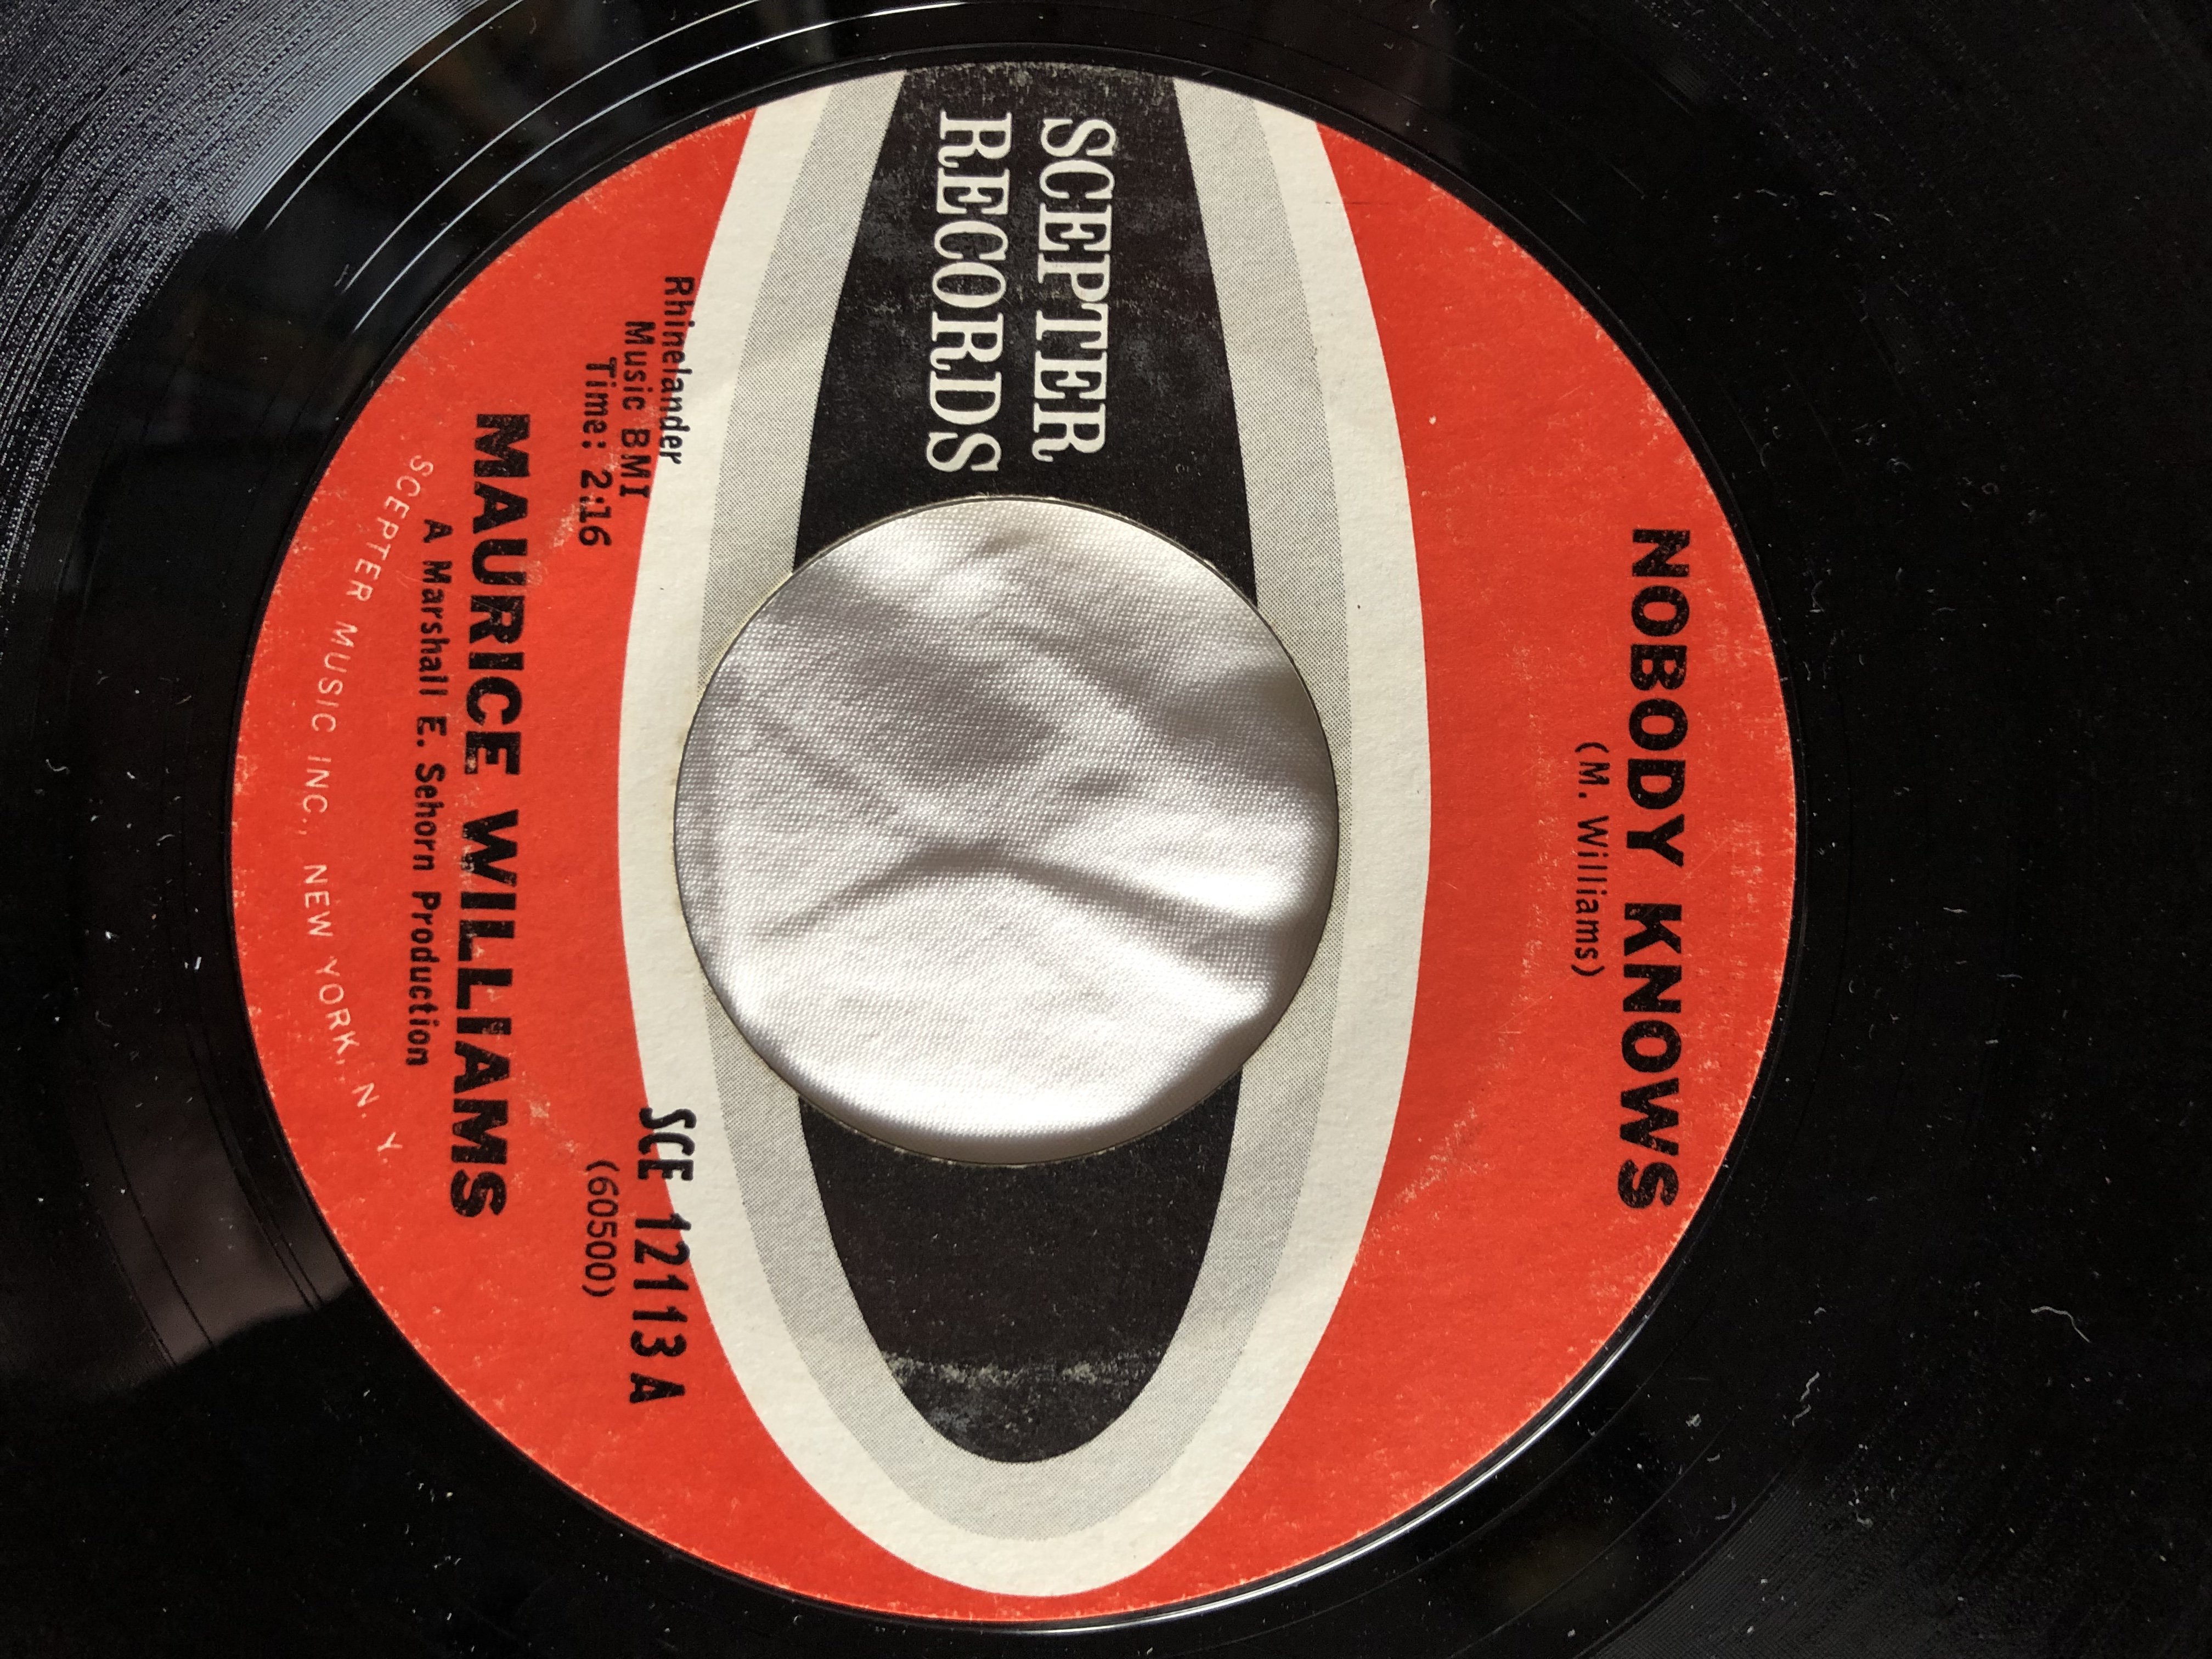 NOBODY KNOWS
(M. Williams)
SCEPTER
RECORDS
Rhinelander
Music BMI
Time: 2:16
SCE 12113 A
(60500)
MAURICE WILLIAMS
A Marshall E. Sehorn Production
SCEPTER MUSIC INC., NEW YORK, N. Y.